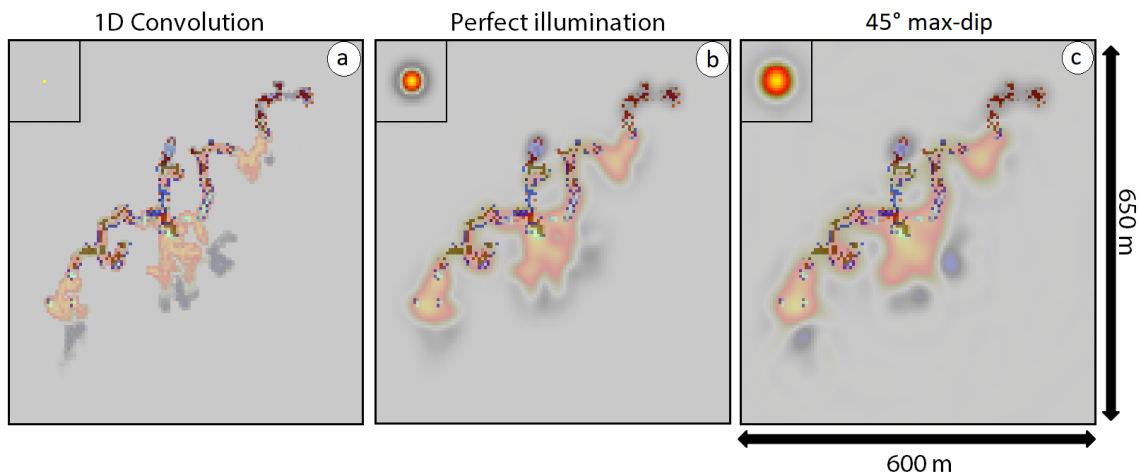 1D Convolution
Perfect illumination
45° max-dip
a
b
c
650 m
600 m